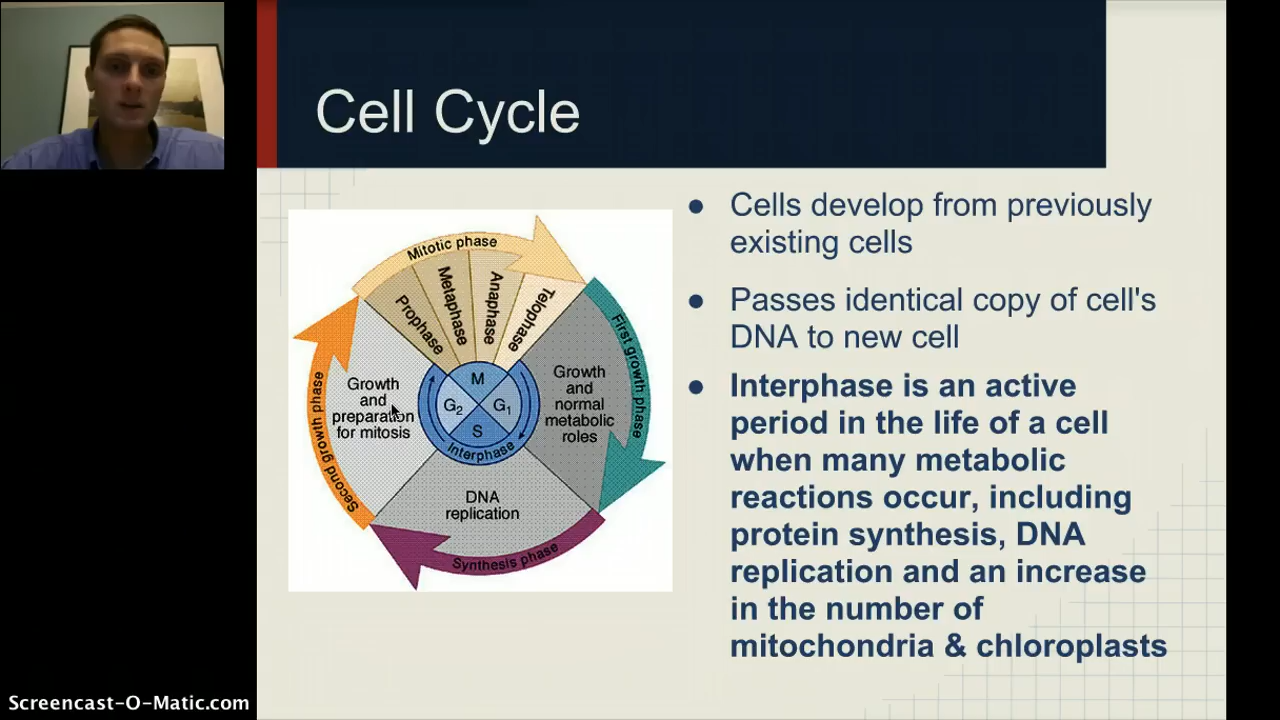 Cell Cycle
● Cells develop from previously
existing cells
● Passes identical copy of cell's
DNA to new cell
● Interphase is an active
period in the life of a cell
when many metabolic
reactions occur, including
protein synthesis, DNA
replication and an increase
in the number of
mitochondria & chloroplasts
Mitotic phase
Prophase
Metaphase
Anaphase
Telophase
First growth phase
Growth
and
normal
metabolic
roles
Synthesis phase
DNA
replication
Second growth phase
Growth
and
preparation
for mitosis
M
G₁
S
G₂
Interphase
Screencast-O-Matic.com